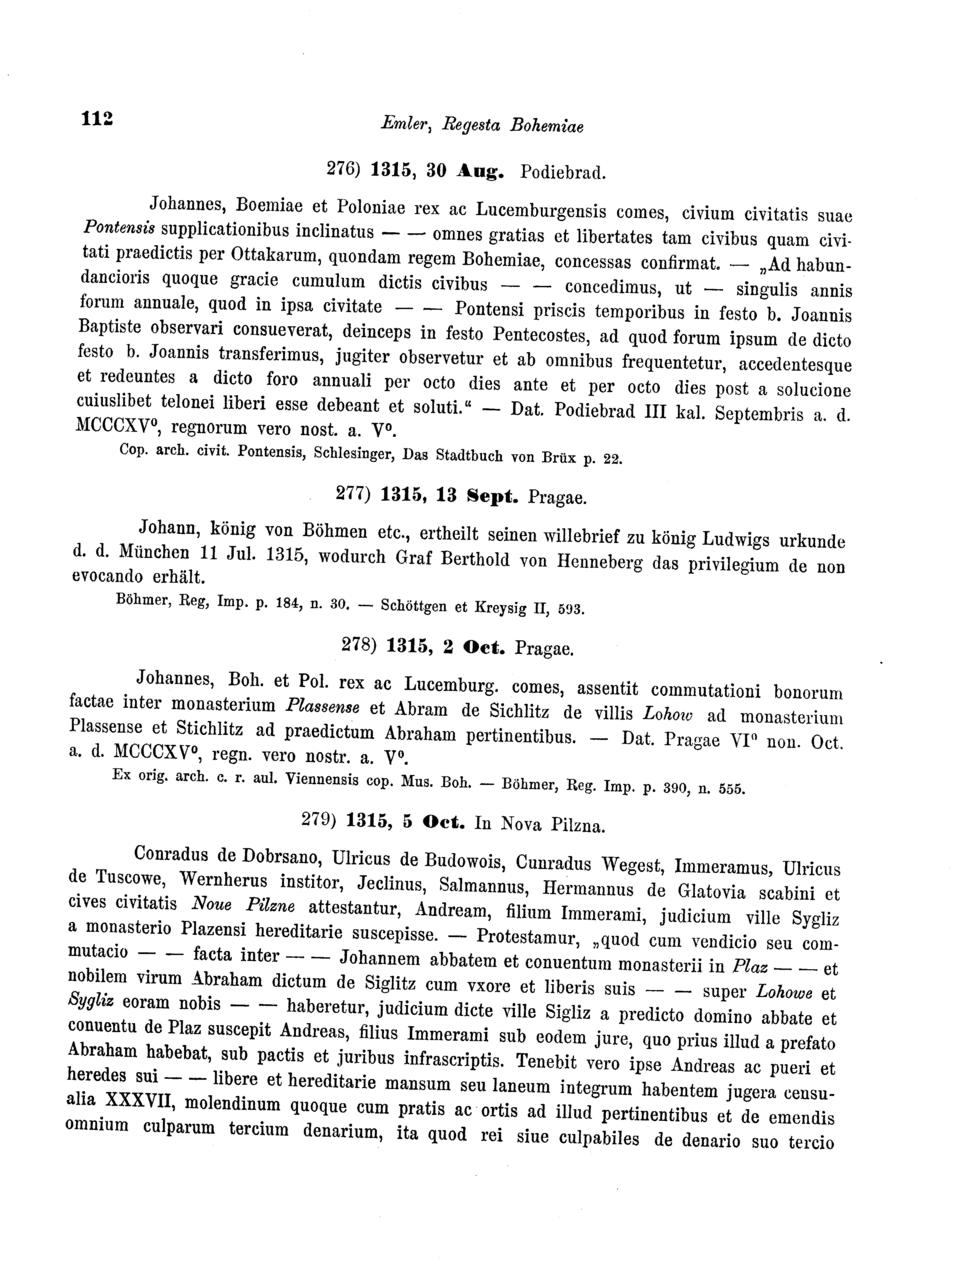 112
Emler, Regesta Bohemiae
276) 1315, 30 Aug. Podiebrad.
Johannes, Boemiae et Poloniae rex ac Lucemburgensis comes, civium civitatis suae
Pontensis supplicationibus inclinatus — — omnes gratias et libertates tam civibus quam civi-
tati praedictis per Ottakarum, quondam regem Bohemiae, concessas confirmat. — „Ad habun-
dancioris quoque gracie cumulum dictis civibus — — concedimus, ut — singulis annis
forum annuale, quod in ipsa civitate — — Pontensi priscis temporibus in festo b. Joannis
Baptiste observari consueverat, deinceps in festo Pentecostes, ad quod forum ipsum de dicto
festo b. Joannis transferimus, jugiter observetur et ab omnibus frequentetur, accedentesque
et redeuntes a dicto foro annuali per octo dies ante et per octo dies post a solucione
cuiuslibet telonei liberi esse debeant et soluti.“ — Dat. Podiebrad III kal. Septembris a. d.
MCCCXV⁰, regnorum vero nost. a. V⁰.
Cop. arch. civit. Pontensis, Schlesinger, Das Stadtbuch von Brüx p. 22.
277) 1315, 13 Sept. Pragae.
Johann, könig von Böhmen etc., ertheilt seinen willebrief zu könig Ludwigs urkunde
d. d. München 11 Jul. 1315, wodurch Graf Berthold von Henneberg das privilegium de non
evocando erhält.
Böhmer, Reg, Imp. p. 184, n. 30. — Schöttgen et Kreysig II, 593.
278) 1315, 2 Oct. Pragae.
Johannes, Boh. et Pol. rex ac Lucemburg. comes, assentit commutationi bonorum
factae inter monasterium Plassense et Abram de Sichlitz de villis Lohow ad monasterium
Plassense et Stichlitz ad praedictum Abraham pertinentibus. — Dat. Pragae VI⁰ non. Oct.
a. d. MCCCXV⁰, regn. vero nostr. a. V⁰.
Ex orig. arch. c. r. aul. Viennensis cop. Mus. Boh. — Böhmer, Reg. Imp. p. 390, n. 555.
279) 1315, 5 Oct. In Nova Pilzna.
Conradus de Dobrsano, Ulricus de Budowois, Cunradus Wegest, Immeramus, Ulricus
de Tuscowe, Wernherus institor, Jeclinus, Salmannus, Hermannus de Glatovia scabini et
cives civitatis Noue Pilzne attestantur, Andream, filium Immerami, judicium ville Sygliz
a monasterio Plazensi hereditarie suscepisse. — Protestamur, „quod cum vendicio seu com-
mutacio — — facta inter — — Johannem abbatem et conuentum monasterii in Plaz — — et
nobilem virum Abraham dictum de Siglitz cum vxore et liberis suis — — super Lohowe et
Sygliz eoram nobis — — haberetur, judicium dicte ville Sigliz a predicto domino abbate et
conuentu de Plaz suscepit Andreas, filius Immerami sub eodem jure, quo prius illud a prefato
Abraham habebat, sub pactis et juribus infrascriptis. Tenebit vero ipse Andreas ac pueri et
heredes sui — — libere et hereditarie mansum seu laneum integrum habentem jugera censu-
alia XXXVII, molendinum quoque cum pratis ac ortis ad illud pertinentibus et de emendis
omnium culparum tercium denarium, ita quod rei siue culpabiles de denario suo tercio